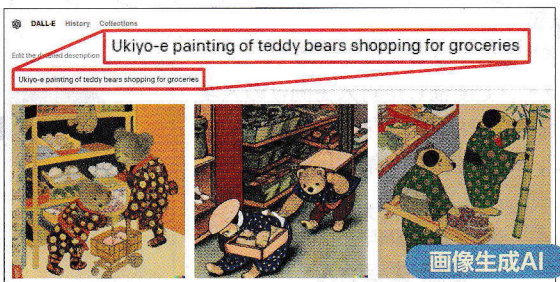 DALL-E History Collections
Ukiyo-e painting of teddy bears shopping for groceries
Edit the detailed description
Ukiyo-e painting of teddy bears shopping for groceries
画像生成AI